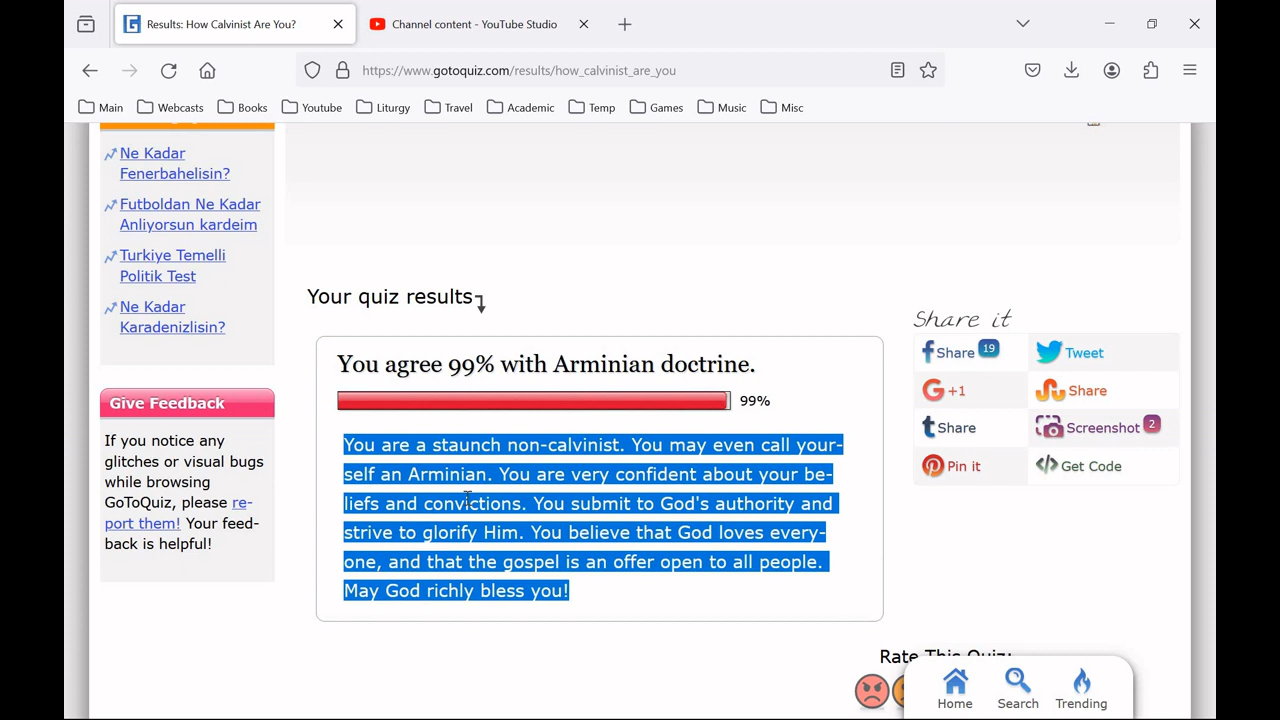 Results: How Calvinist Are You?
Channel content - YouTube Studio
https://www.gotoquiz.com/results/how_calvinist_are_you
Main
Webcasts
Books
Youtube
Liturgy
Travel
Academic
Temp
Games
Music
Misc
Ne Kadar
Fenerbahelisin?
Futboldan Ne Kadar
Anliyorsun kardeim
Turkiye Temelli
Politik Test
Ne Kadar
Karadenizlisin?
Give Feedback
If you notice any
glitches or visual bugs
while browsing
GoToQuiz, please re-
port them! Your feed-
back is helpful!
Your quiz results
You agree 99% with Arminian doctrine.
99%
You are a staunch non-calvinist. You may even call your-
self an Arminian. You are very confident about your be-
liefs and convictions. You submit to God's authority and
strive to glorify Him. You believe that God loves every-
one, and that the gospel is an offer open to all people.
May God richly bless you!
Share it
Share 19
Tweet
+1
Share
Share
Screenshot 2
Pin it
Get Code
Rate This Quiz:
Home
Search
Trending